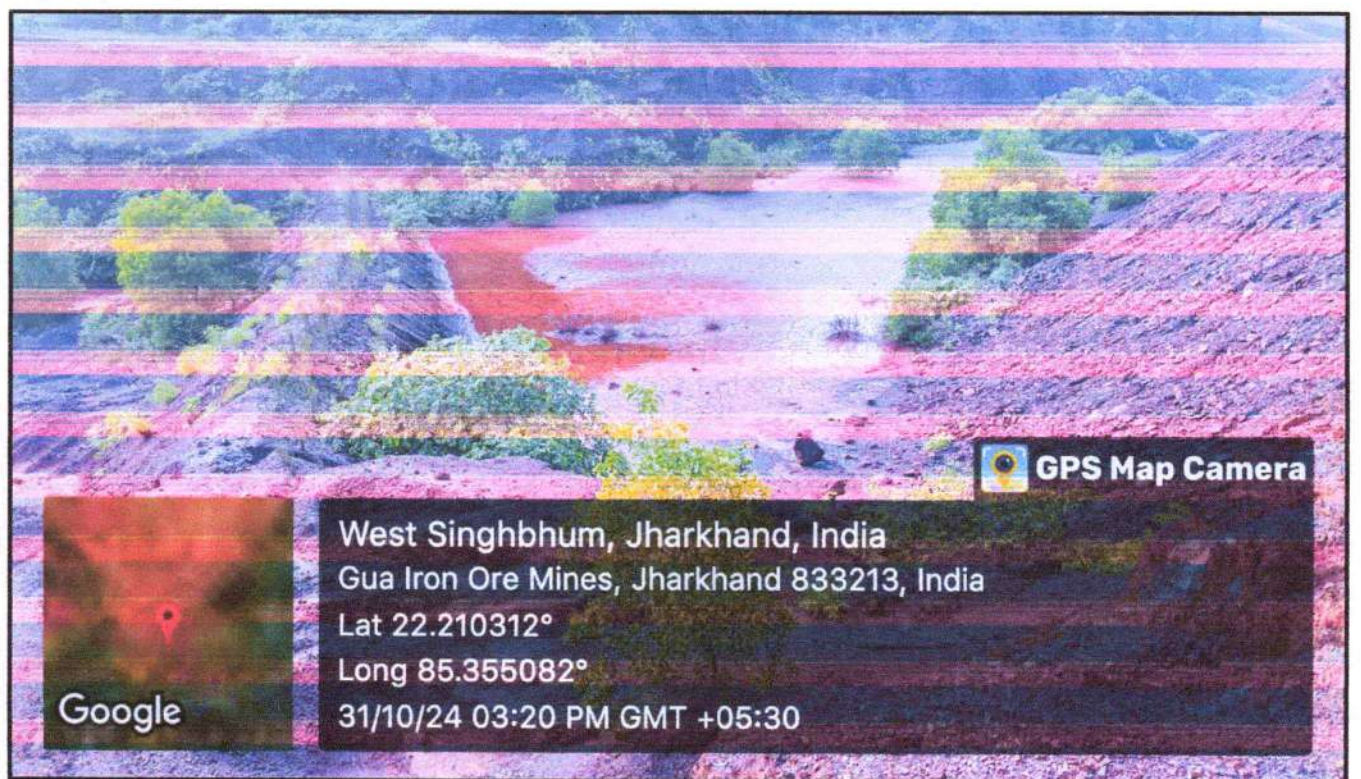 GPS Map Camera
West Singhbhum, Jharkhand, India
Gua Iron Ore Mines, Jharkhand 833213, India
Lat 22.210312°
Long 85.355082°
31/10/24 03:20 PM GMT +05:30
Google